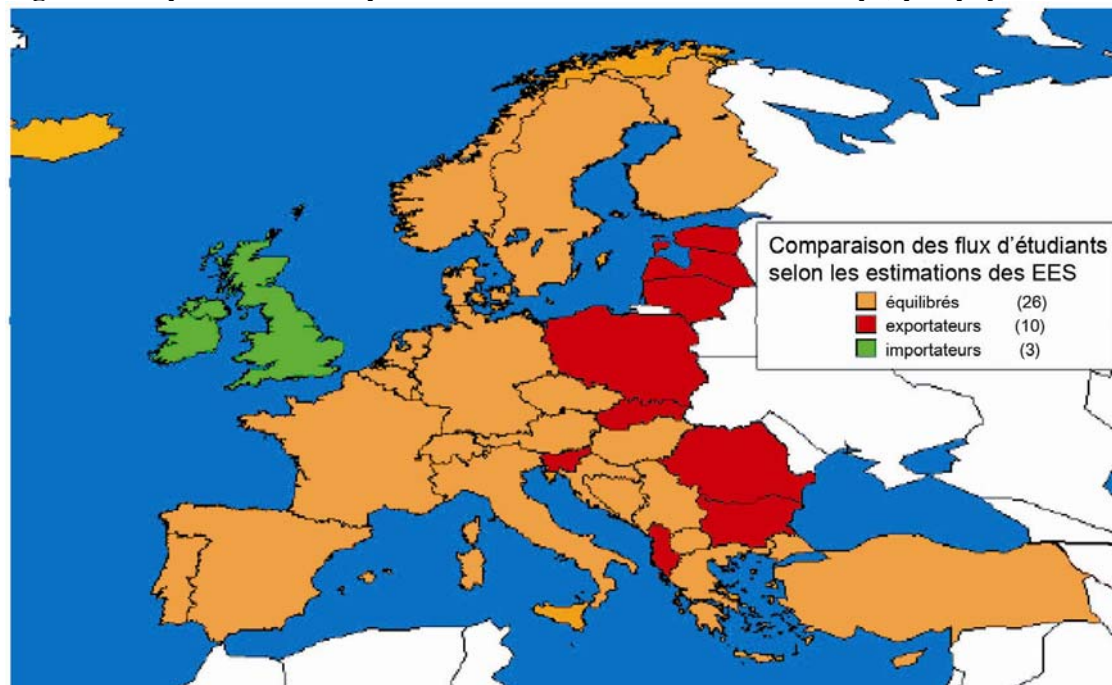 Comparaison des flux d'étudiants
selon les estimations des EES
équilibrés (26)
exportateurs (10)
importateurs (3)